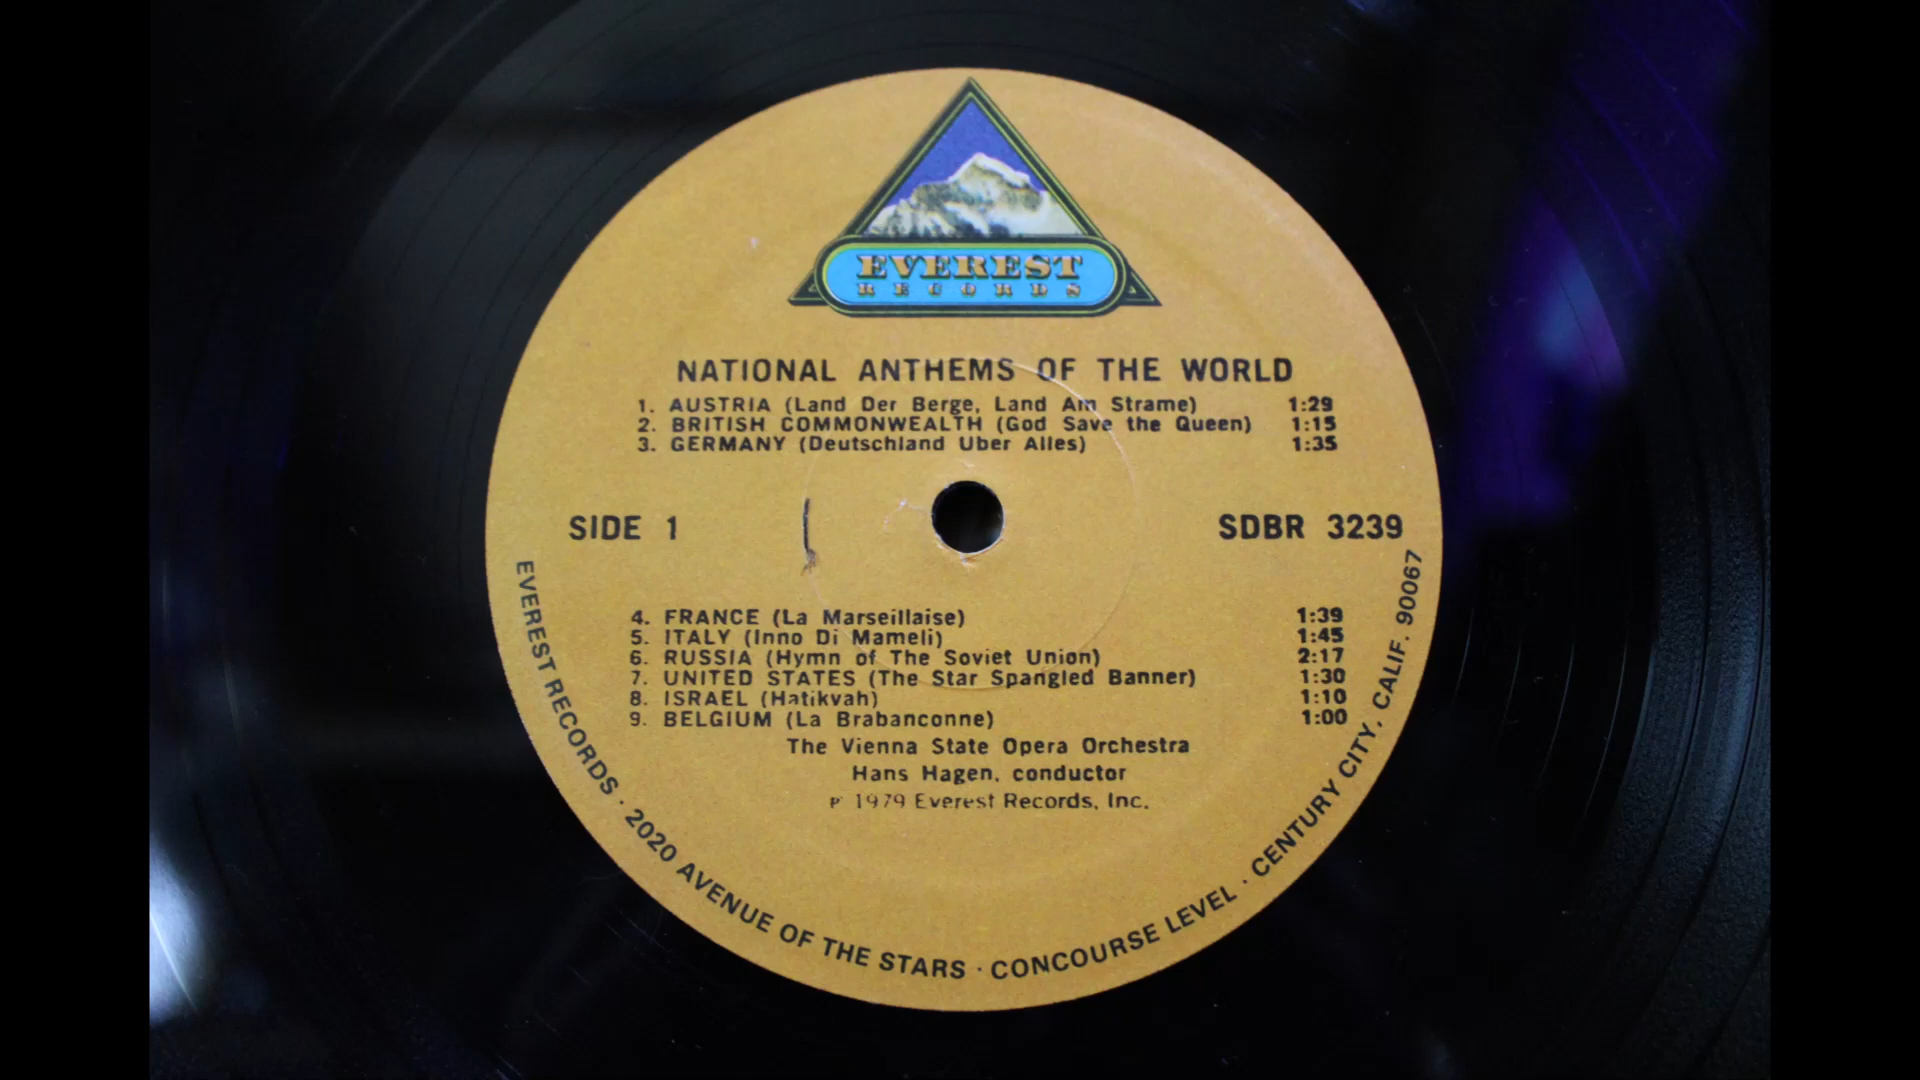 EVEREST
RECORDS
NATIONAL ANTHEMS OF THE WORLD
1. AUSTRIA (Land Der Berge, Land Am Strame) 1:29
2. BRITISH COMMONWEALTH (God Save the Queen) 1:15
3. GERMANY (Deutschland Uber Alles) 1:35
SIDE 1
SDBR 3239
4. FRANCE (La Marseillaise) 1:39
5. ITALY (Inno Di Mameli) 1:45
6. RUSSIA (Hymn of The Soviet Union) 2:17
7. UNITED STATES (The Star Spangled Banner) 1:30
8. ISRAEL (Hatikvah) 1:10
9. BELGIUM (La Brabanconne) 1:00
The Vienna State Opera Orchestra
Hans Hagen, conductor
℗ 1979 Everest Records, Inc.
EVEREST RECORDS · 2020 AVENUE OF THE STARS · CONCOURSE LEVEL · CENTURY CITY, CALIF. 90067